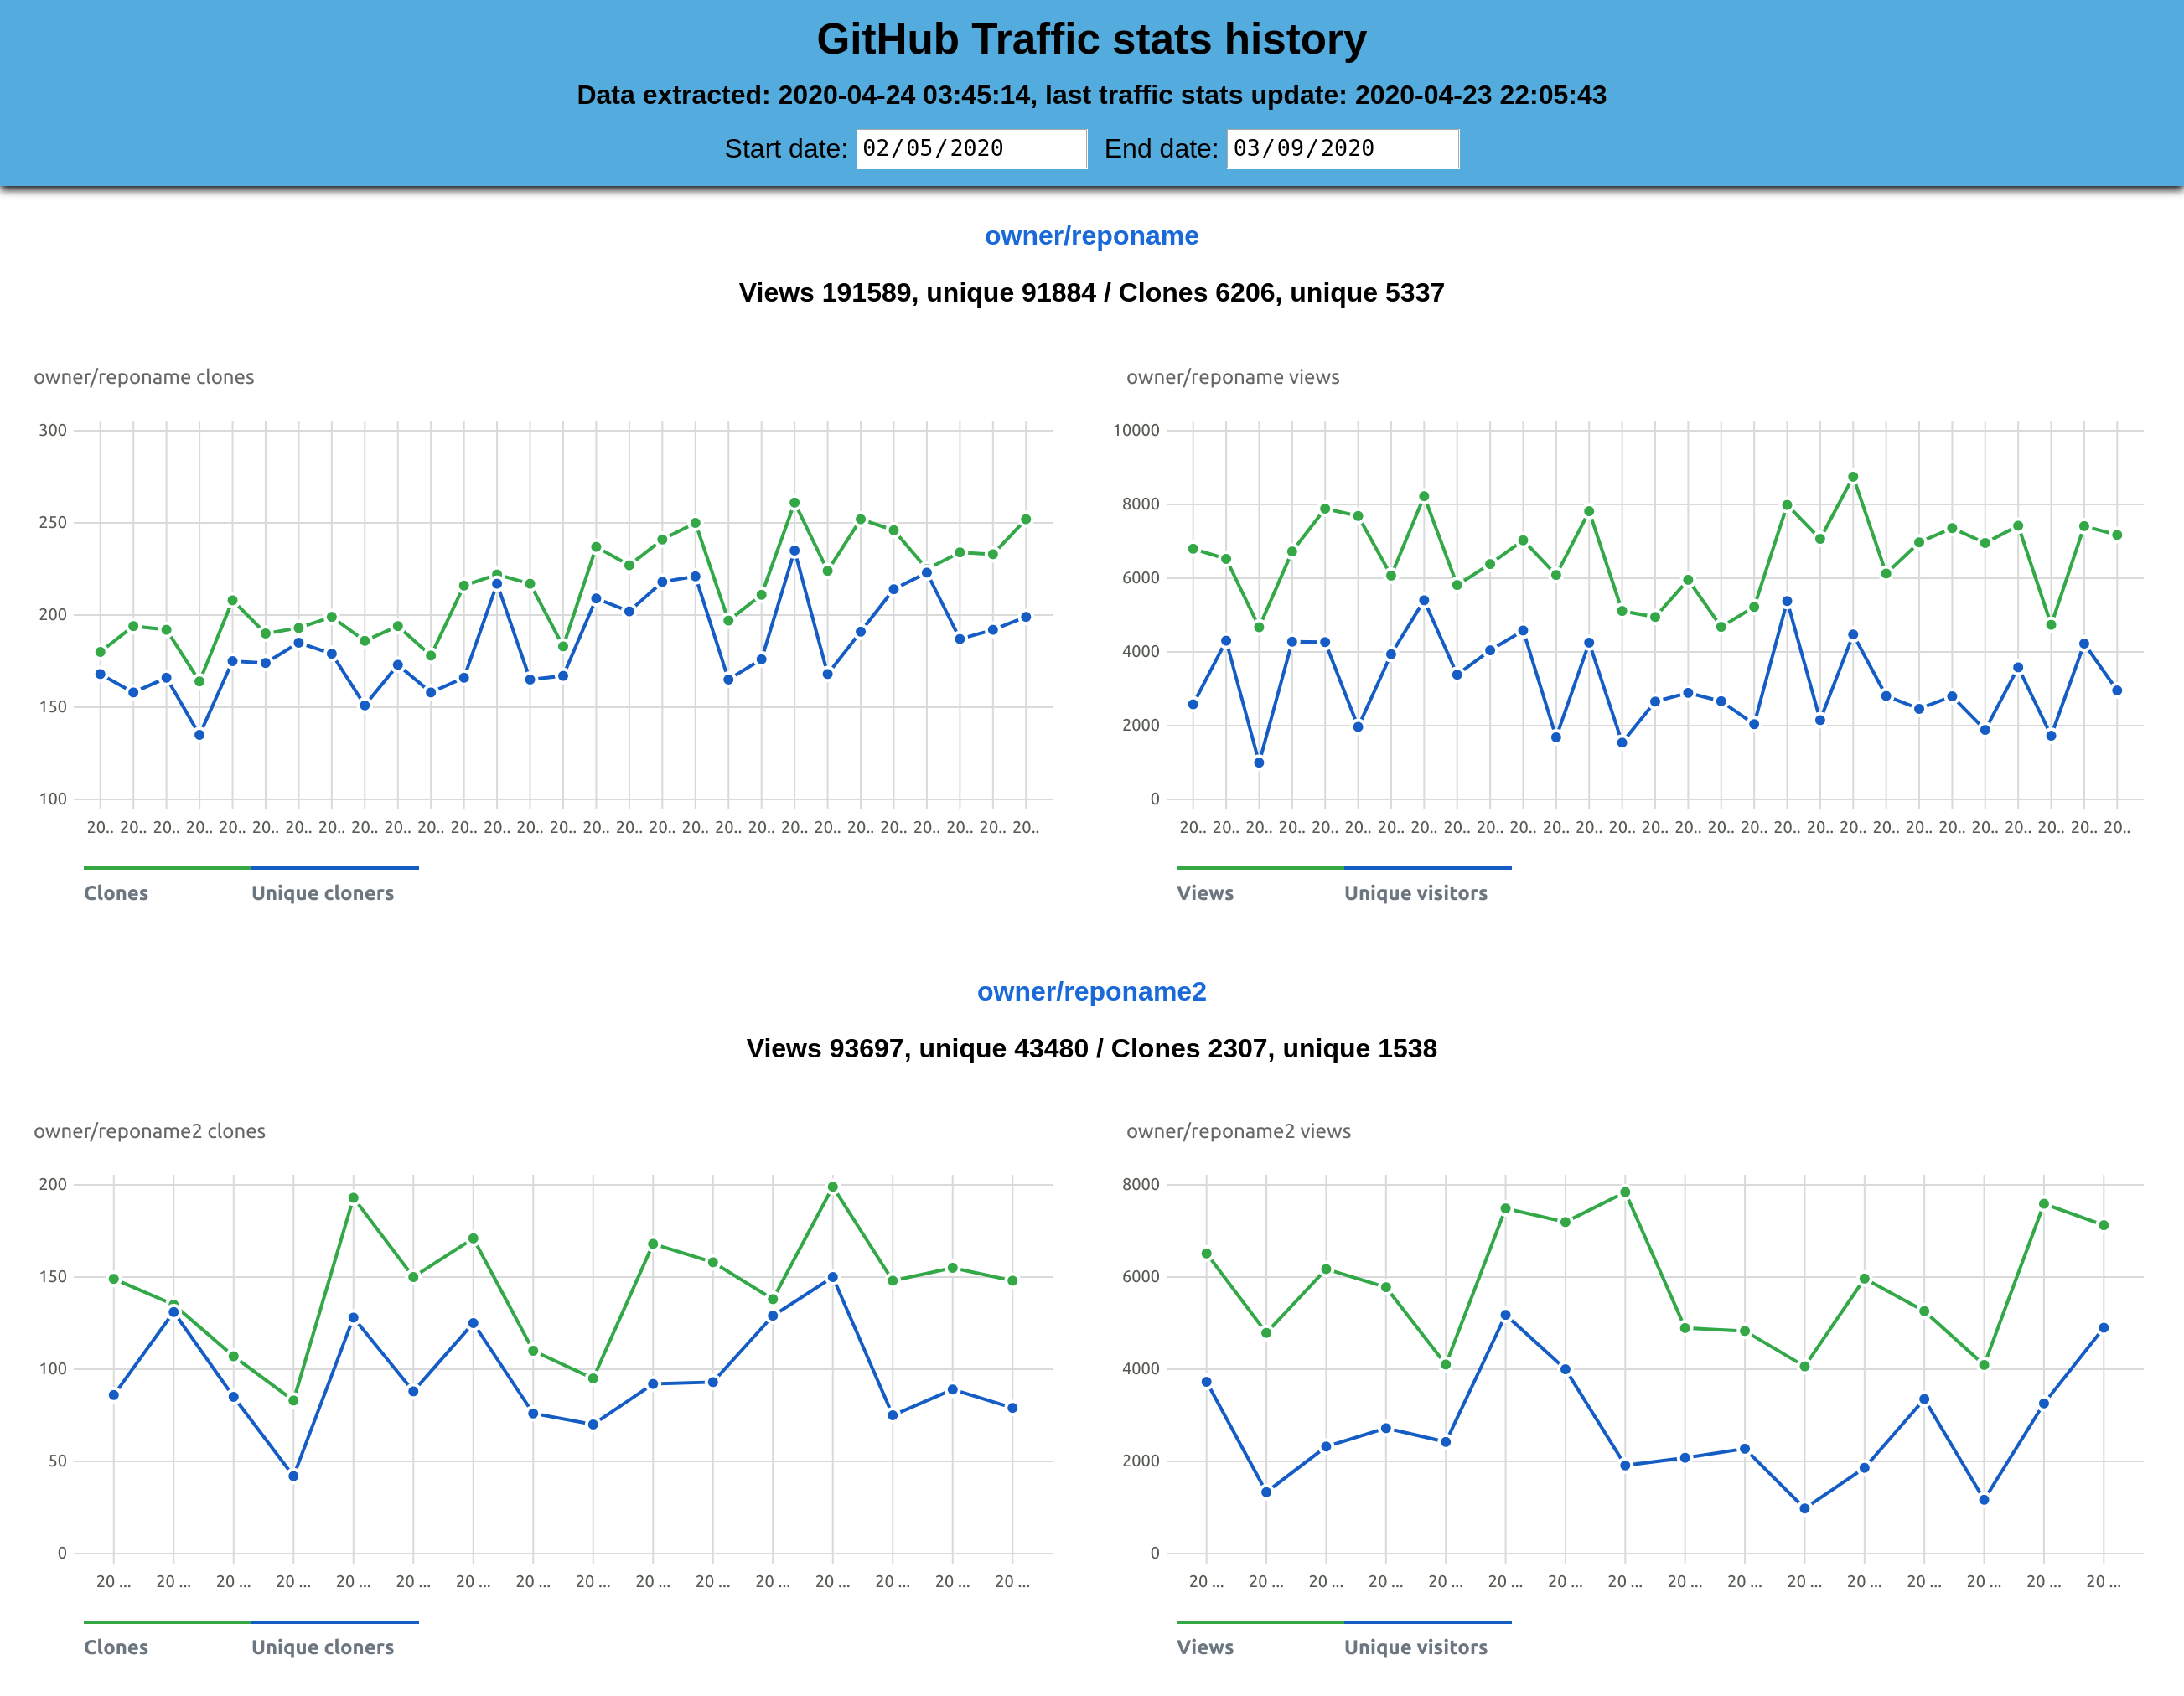 GitHub Traffic stats history
Data extracted: 2020-04-24 03:45:14, last traffic stats update: 2020-04-23 22:05:43
Start date: 02/05/2020 End date: 03/09/2020
owner/reponame
Views 191589, unique 91884 / Clones 6206, unique 5337
owner/reponame clones
300
250
200
150
100
20.. 20.. 20.. 20.. 20.. 20.. 20.. 20.. 20.. 20.. 20.. 20.. 20.. 20.. 20.. 20.. 20.. 20.. 20.. 20.. 20.. 20.. 20.. 20.. 20.. 20.. 20.. 20.. 20..
Clones Unique cloners
owner/reponame views
10000
8000
6000
4000
2000
0
20.. 20.. 20.. 20.. 20.. 20.. 20.. 20.. 20.. 20.. 20.. 20.. 20.. 20.. 20.. 20.. 20.. 20.. 20.. 20.. 20.. 20.. 20.. 20.. 20.. 20.. 20.. 20.. 20..
Views Unique visitors
owner/reponame2
Views 93697, unique 43480 / Clones 2307, unique 1538
owner/reponame2 clones
200
150
100
50
0
20 ... 20 ... 20 ... 20 ... 20 ... 20 ... 20 ... 20 ... 20 ... 20 ... 20 ... 20 ... 20 ... 20 ... 20 ... 20 ...
Clones Unique cloners
owner/reponame2 views
8000
6000
4000
2000
0
20 ... 20 ... 20 ... 20 ... 20 ... 20 ... 20 ... 20 ... 20 ... 20 ... 20 ... 20 ... 20 ... 20 ... 20 ... 20 ...
Views Unique visitors